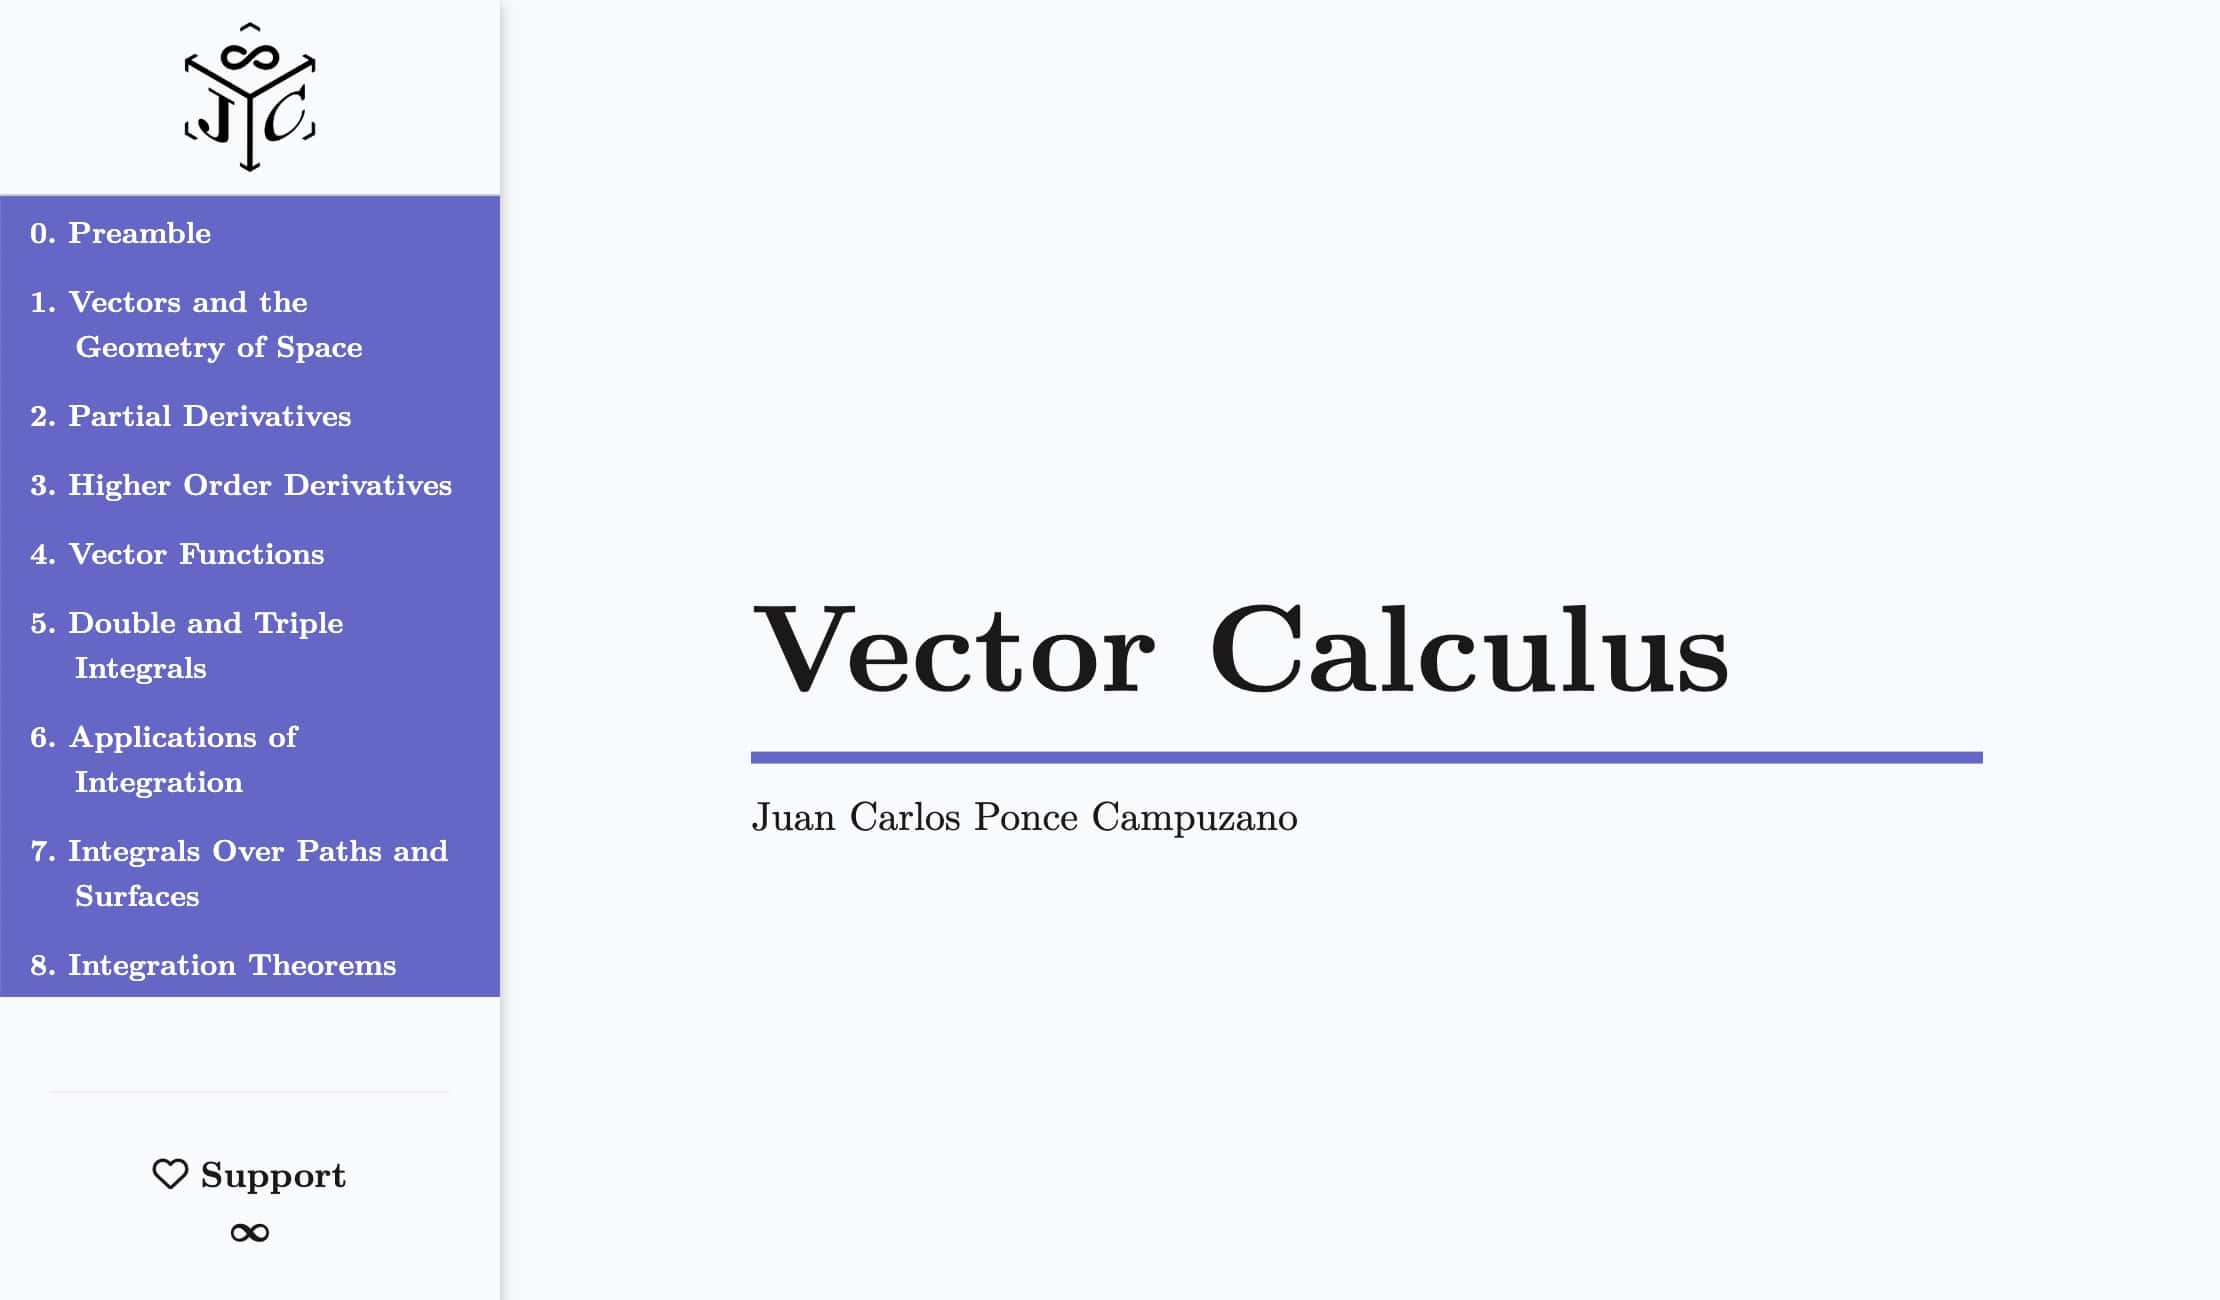 ∞
J C
0. Preamble
1. Vectors and the
Geometry of Space
2. Partial Derivatives
3. Higher Order Derivatives
4. Vector Functions
5. Double and Triple
Integrals
6. Applications of
Integration
7. Integrals Over Paths and
Surfaces
8. Integration Theorems
Support
∞
Vector Calculus
Juan Carlos Ponce Campuzano